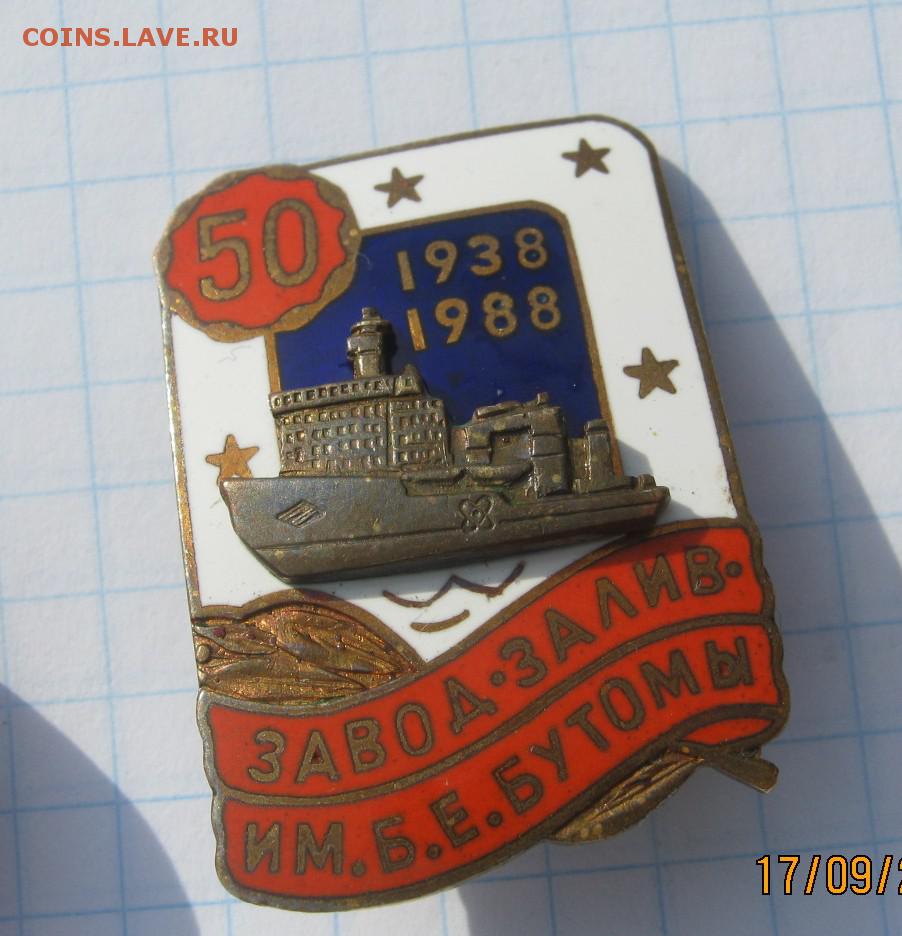 COINS.LAVE.RU
50
1938
1988
ЗАВОД·ЗАЛИВ·
ИМ.Б.Е.БУТОМЫ
17/09/2